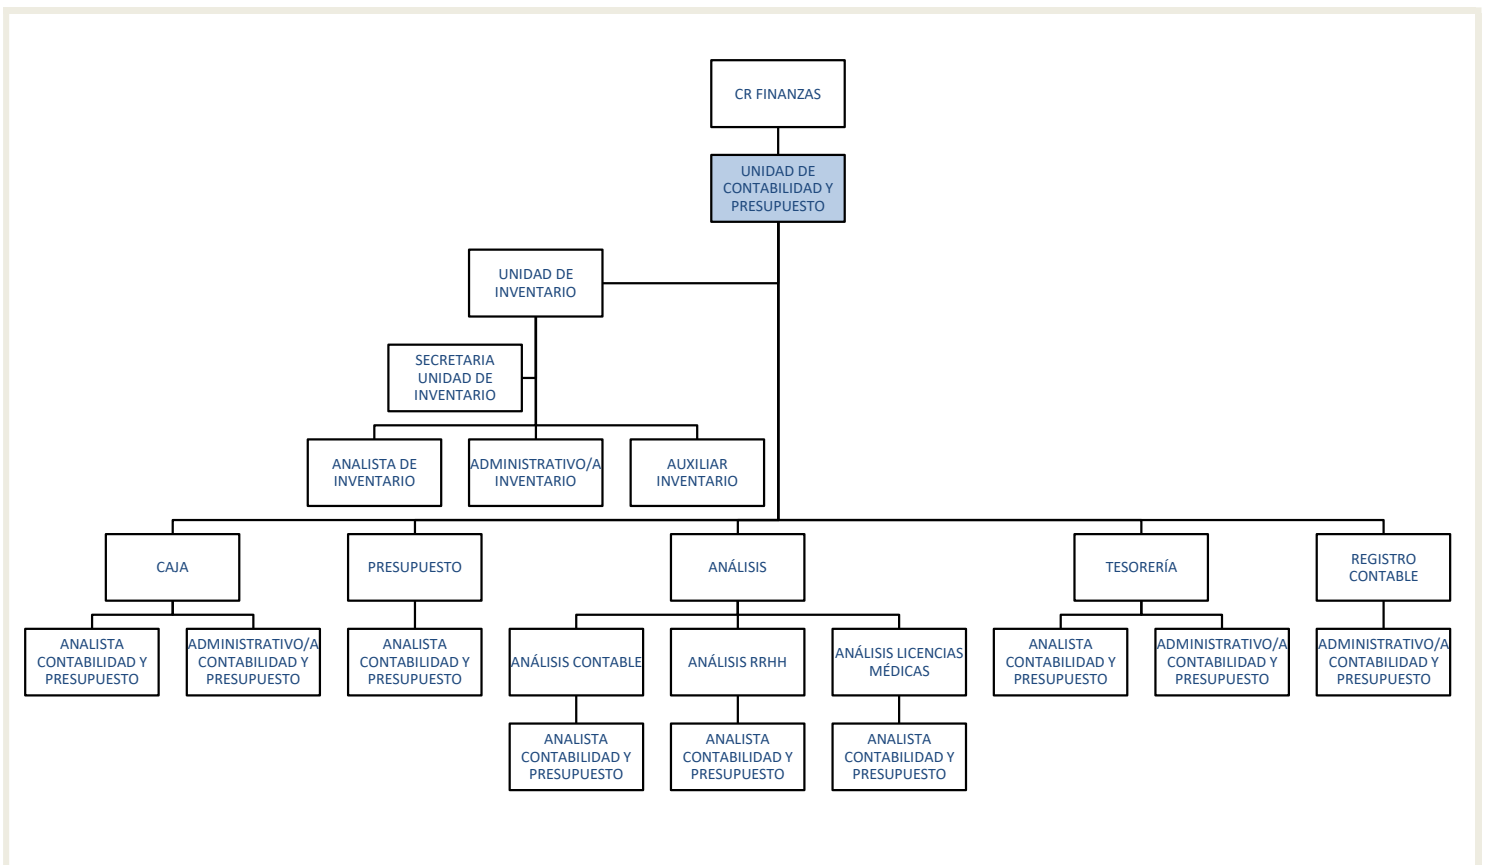 CR FINANZAS
UNIDAD DE
CONTABILIDAD Y
PRESUPUESTO
UNIDAD DE
INVENTARIO
SECRETARIA
UNIDAD DE
INVENTARIO
ANALISTA DE
INVENTARIO
ADMINISTRATIVO/A
INVENTARIO
AUXILIAR
INVENTARIO
CAJA
PRESUPUESTO
ANÁLISIS
TESORERÍA
REGISTRO
CONTABLE
ANALISTA
CONTABILIDAD Y
PRESUPUESTO
ADMINISTRATIVO/A
CONTABILIDAD Y
PRESUPUESTO
ANALISTA
CONTABILIDAD Y
PRESUPUESTO
ANÁLISIS CONTABLE
ANÁLISIS RRHH
ANÁLISIS LICENCIAS
MÉDICAS
ANALISTA
CONTABILIDAD Y
PRESUPUESTO
ADMINISTRATIVO/A
CONTABILIDAD Y
PRESUPUESTO
ADMINISTRATIVO/A
CONTABILIDAD Y
PRESUPUESTO
ANALISTA
CONTABILIDAD Y
PRESUPUESTO
ANALISTA
CONTABILIDAD Y
PRESUPUESTO
ANALISTA
CONTABILIDAD Y
PRESUPUESTO